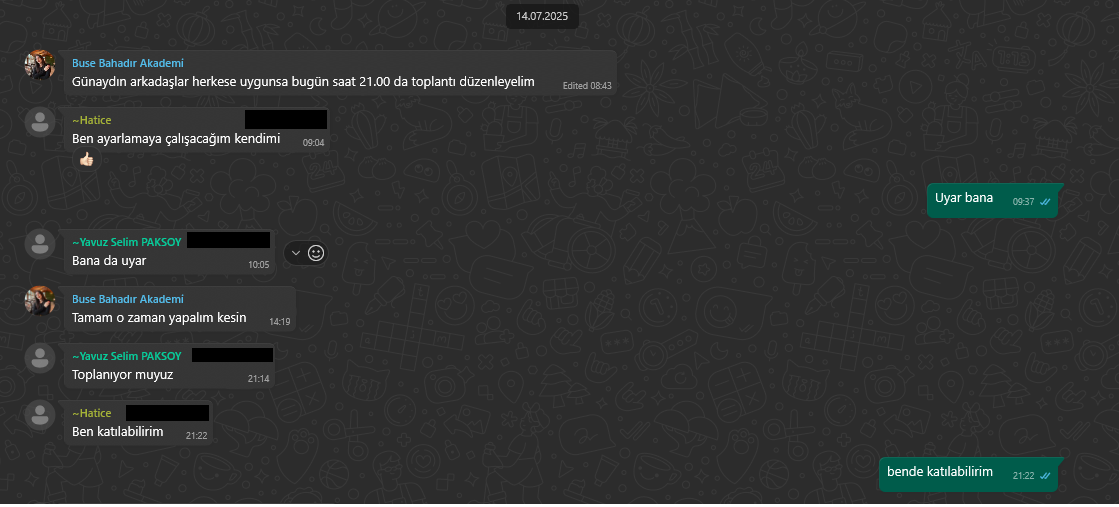 14.07.2025
Buse Bahadır Akademi
Günaydın arkadaşlar herkese uygunsa bugün saat 21.00 da toplantı düzenleyelim
Edited 08:43
~Hatice
Ben ayarlamaya çalışacağım kendimi
09:04
Uyar bana
09:37
~Yavuz Selim PAKSOY
Bana da uyar
10:05
Buse Bahadır Akademi
Tamam o zaman yapalım kesin
14:19
~Yavuz Selim PAKSOY
Toplanıyor muyuz
21:14
~Hatice
Ben katılabilirim
21:22
bende katılabilirim
21:22